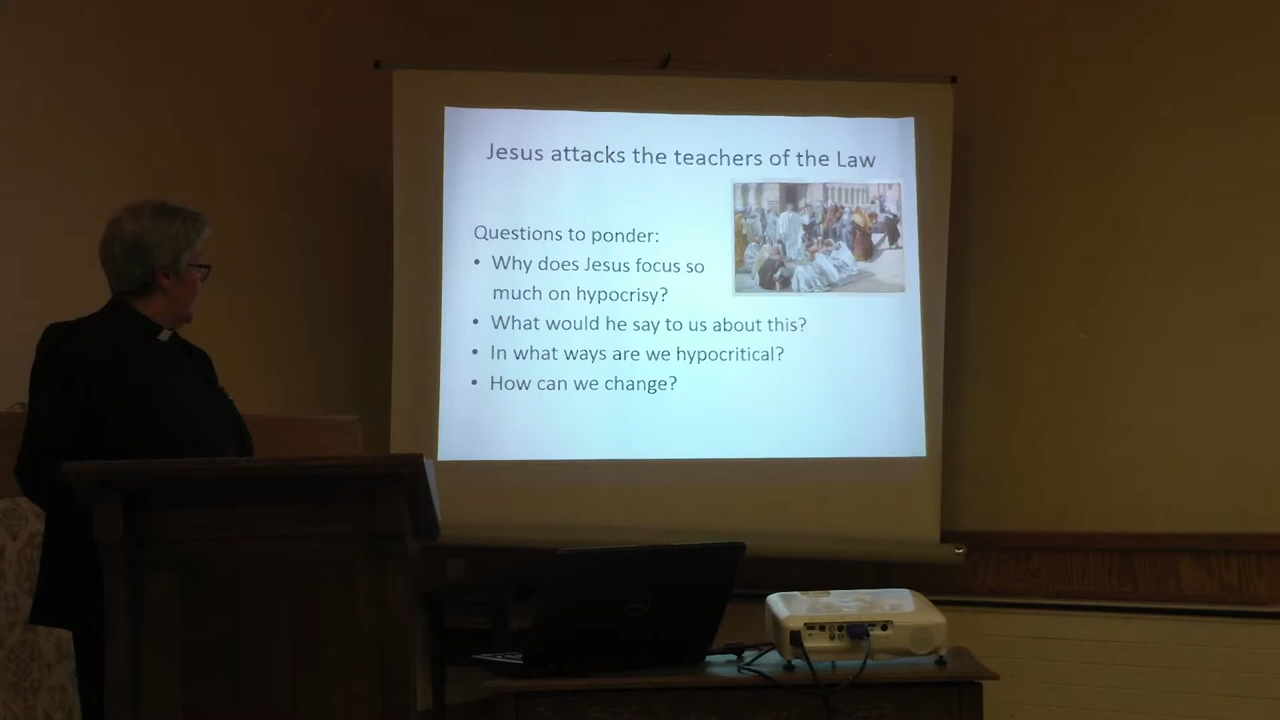 Jesus attacks the teachers of the Law
Questions to ponder:
• Why does Jesus focus so
much on hypocrisy?
• What would he say to us about this?
• In what ways are we hypocritical?
• How can we change?